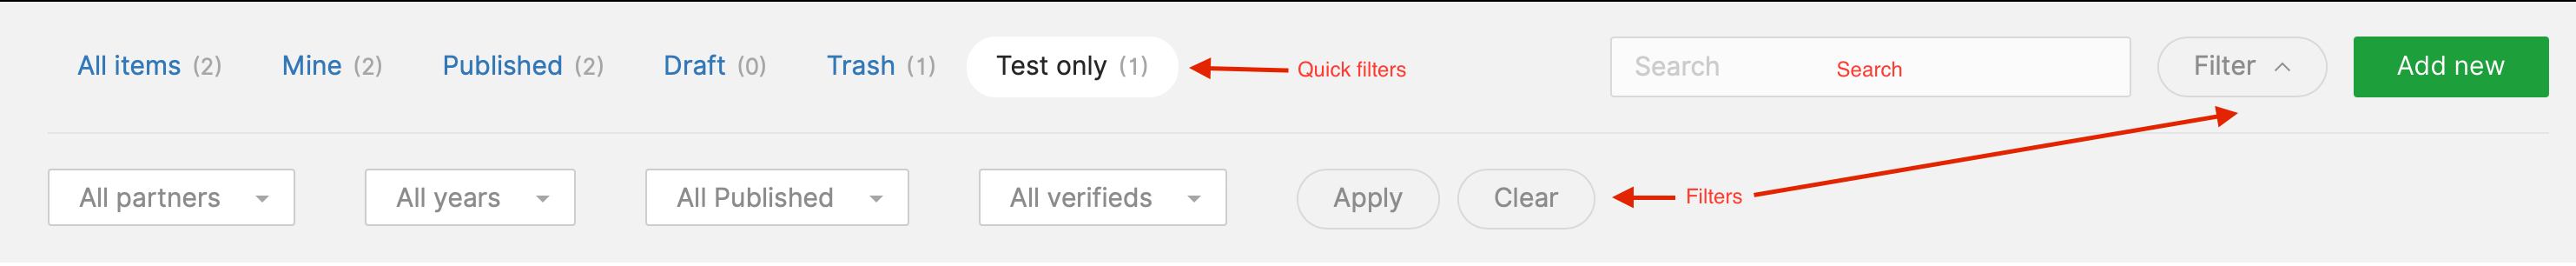 All items (2) Mine (2) Published (2) Draft (0) Trash (1) Test only (1) Quick filters Search Search Filter Add new
All partners All years All Published All verifieds Apply Clear Filters